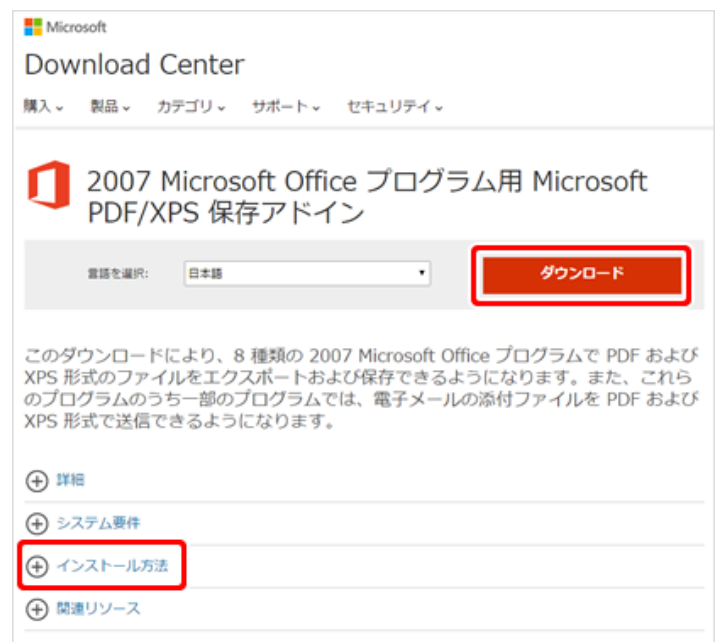 Microsoft
Download Center
購入 製品 カテゴリ サポート セキュリティ
2007 Microsoft Office プログラム用 Microsoft
PDF/XPS 保存アドイン
言語を選択: 日本語 ダウンロード
このダウンロードにより、8 種類の 2007 Microsoft Office プログラムで PDF および
XPS 形式のファイルをエクスポートおよび保存できるようになります。また、これら
のプログラムのうち一部のプログラムでは、電子メールの添付ファイルを PDF および
XPS 形式で送信できるようになります。
詳細
システム要件
インストール方法
関連リソース